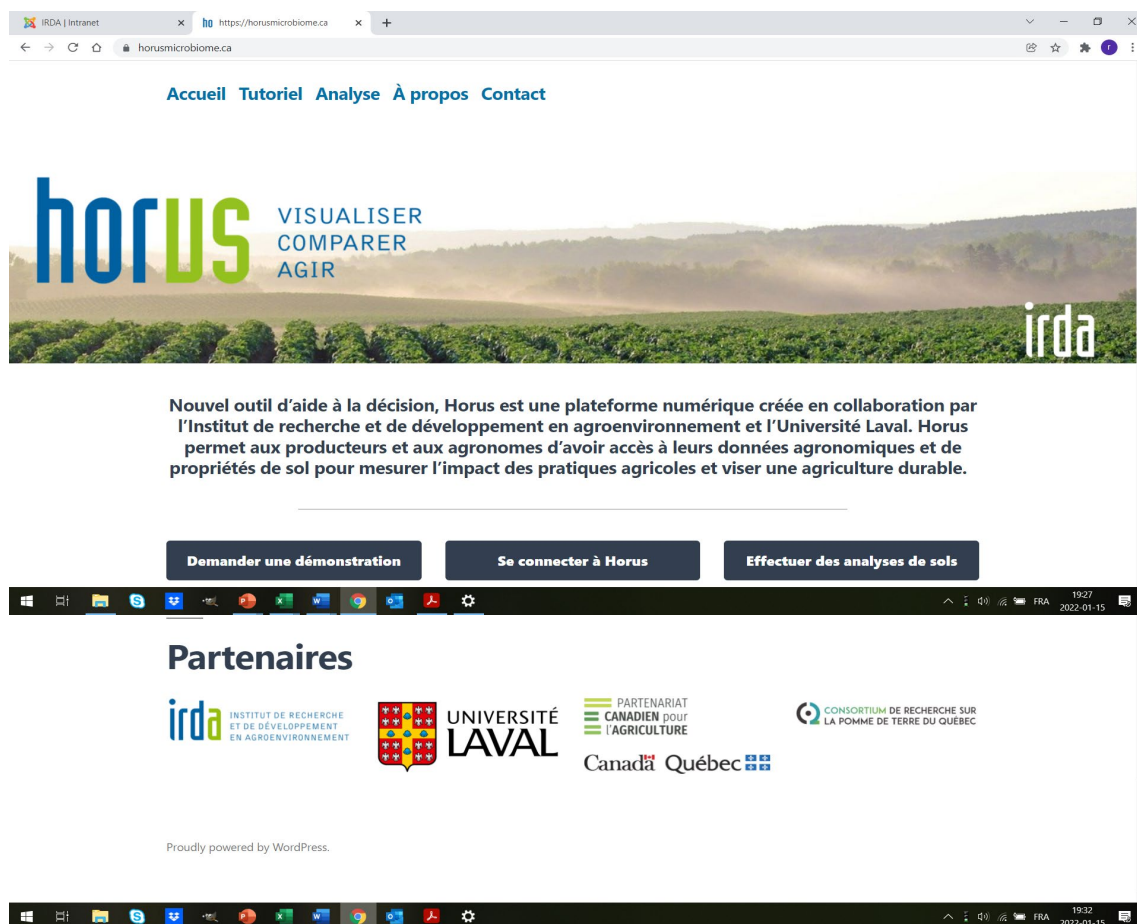 IRDA | Intranet
https://horusmicrobiome.ca
horusmicrobiome.ca
r
Accueil Tutoriel Analyse À propos Contact
horus
VISUALISER
COMPARER
AGIR
irda
Nouvel outil d'aide à la décision, Horus est une plateforme numérique créée en collaboration par
l'Institut de recherche et de développement en agroenvironnement et l'Université Laval. Horus
permet aux producteurs et aux agronomes d'avoir accès à leurs données agronomiques et de
propriétés de sol pour mesurer l'impact des pratiques agricoles et viser une agriculture durable.
Demander une démonstration
Se connecter à Horus
Effectuer des analyses de sols
FRA
19:27
2022-01-15
Partenaires
irda
INSTITUT DE RECHERCHE
ET DE DÉVELOPPEMENT
EN AGROENVIRONNEMENT
UNIVERSITÉ
LAVAL
PARTENARIAT
CANADIEN pour
l'AGRICULTURE
Canada Québec
CONSORTIUM DE RECHERCHE SUR
LA POMME DE TERRE DU QUÉBEC
Proudly powered by WordPress.
FRA
19:32
2022-01-15